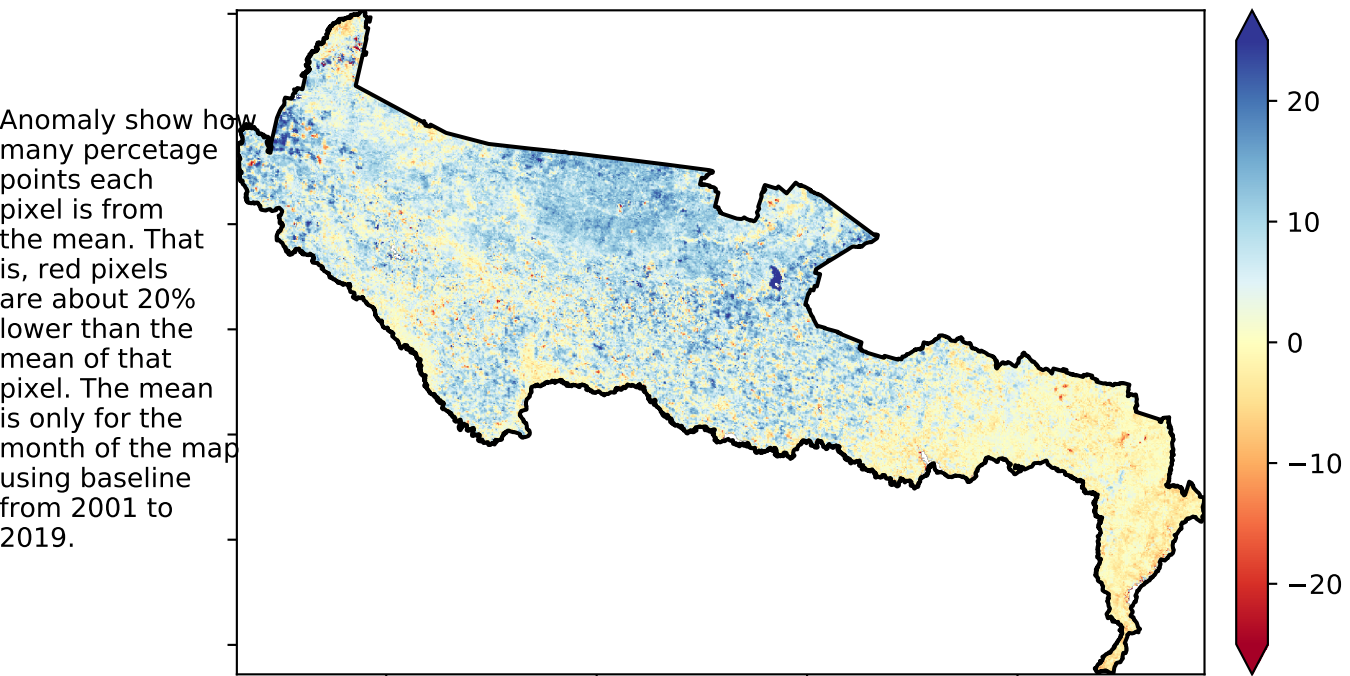 Anomaly show how
many percetage
points each
pixel is from
the mean. That
is, red pixels
are about 20%
lower than the
mean of that
pixel. The mean
is only for the
month of the map
using baseline
from 2001 to
2019.
20
10
0
−10
−20